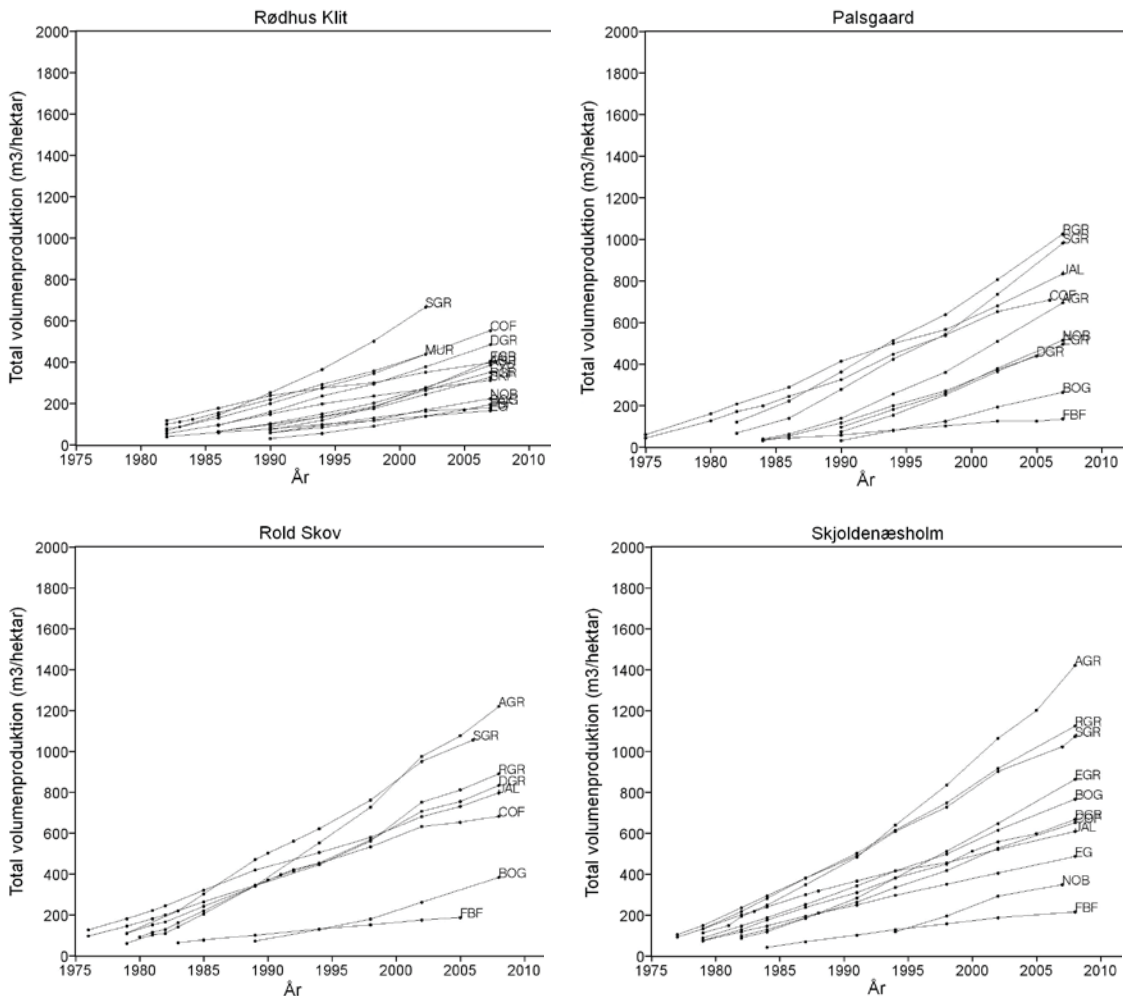 Rødhus Klit
2000
1800
1600
1400
1200
1000
800
600
400
200
0
Total volumenproduktion (m3/hektar)
SGR
COF
DGR
MUR
NOB
1975 1980 1985 1990 1995 2000 2005 2010
År
Palsgaard
2000
1800
1600
1400
1200
1000
800
600
400
200
0
Total volumenproduktion (m3/hektar)
RGR
SGR
JAL
COF
AGR
NOB
EGR
DGR
BOG
FBF
1975 1980 1985 1990 1995 2000 2005 2010
År
Rold Skov
2000
1800
1600
1400
1200
1000
800
600
400
200
0
Total volumenproduktion (m3/hektar)
AGR
SGR
RGR
DGR
JAL
COF
BOG
FBF
1975 1980 1985 1990 1995 2000 2005 2010
År
Skjoldenæsholm
2000
1800
1600
1400
1200
1000
800
600
400
200
0
Total volumenproduktion (m3/hektar)
AGR
RGR
SGR
EGR
BOG
DGR
COF
JAL
EG
NOB
FBF
1975 1980 1985 1990 1995 2000 2005 2010
År